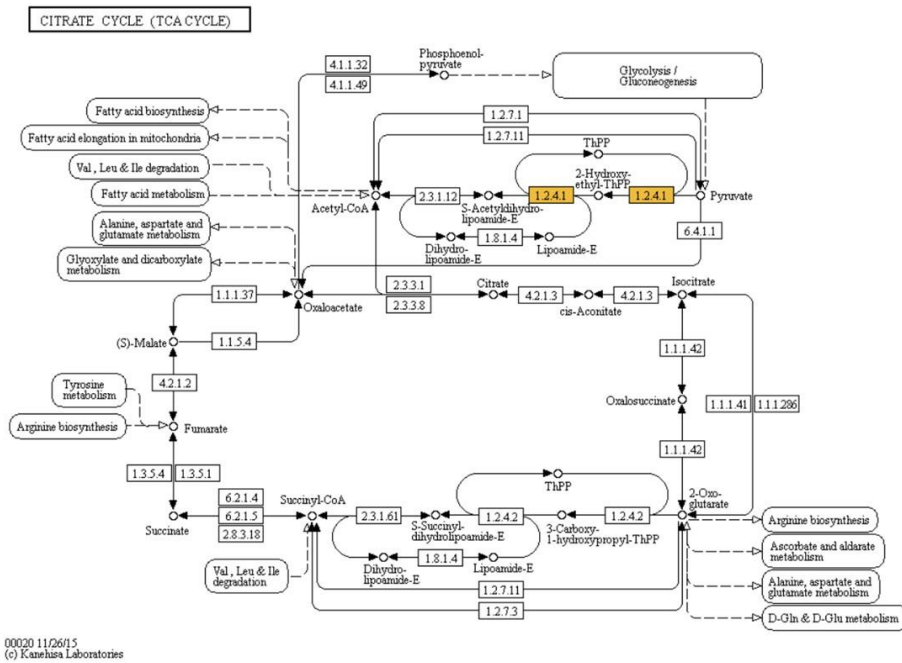 CITRATE CYCLE (TCA CYCLE)
Phosphoenol-
pyruvate
4.1.1.32
4.1.1.49
Glycolysis /
Gluconeogenesis
Fatty acid biosynthesis
Fatty acid elongation in mitochondria
Val , Leu & Ile degradation
Fatty acid metabolism
1.2.7.1
1.2.7.11
ThPP
2-Hydroxy-
ethyl-ThPP
Acetyl-CoA
2.3.1.12
S-Acetyldihydro-
lipoamide-E
1.2.4.1
1.2.4.1
Pyruvate
Dihydro-
lipoamide-E
1.8.1.4
Lipoamide-E
6.4.1.1
Alanine, aspartate and
glutamate metabolism
Glyoxylate and dicarboxylate
metabolism
1.1.1.37
Oxaloacetate
2.3.3.1
2.3.3.8
Citrate
4.2.1.3
cis-Aconitate
4.2.1.3
Isocitrate
(S)-Malate
1.1.5.4
1.1.1.42
4.2.1.2
Tyrosine
metabolism
Arginine biosynthesis
Fumarate
Oxalosuccinate
1.1.1.41
1.1.1.286
1.1.1.42
1.3.5.4
1.3.5.1
ThPP
2-Oxo-
glutarate
6.2.1.4
6.2.1.5
2.8.3.18
Succinate
Succinyl-CoA
2.3.1.61
S-Succinyl-
dihydrolipoamide-E
1.2.4.2
3-Carboxy-
1-hydroxypropyl-ThPP
1.2.4.2
Val , Leu & Ile
degradation
Dihydro-
lipoamide-E
1.8.1.4
Lipoamide-E
1.2.7.11
1.2.7.3
Arginine biosynthesis
Ascorbate and aldarate
metabolism
Alanine, aspartate and
glutamate metabolism
D-Gln & D-Glu metabolism
00020 11/26/15
(c) Kanehisa Laboratories